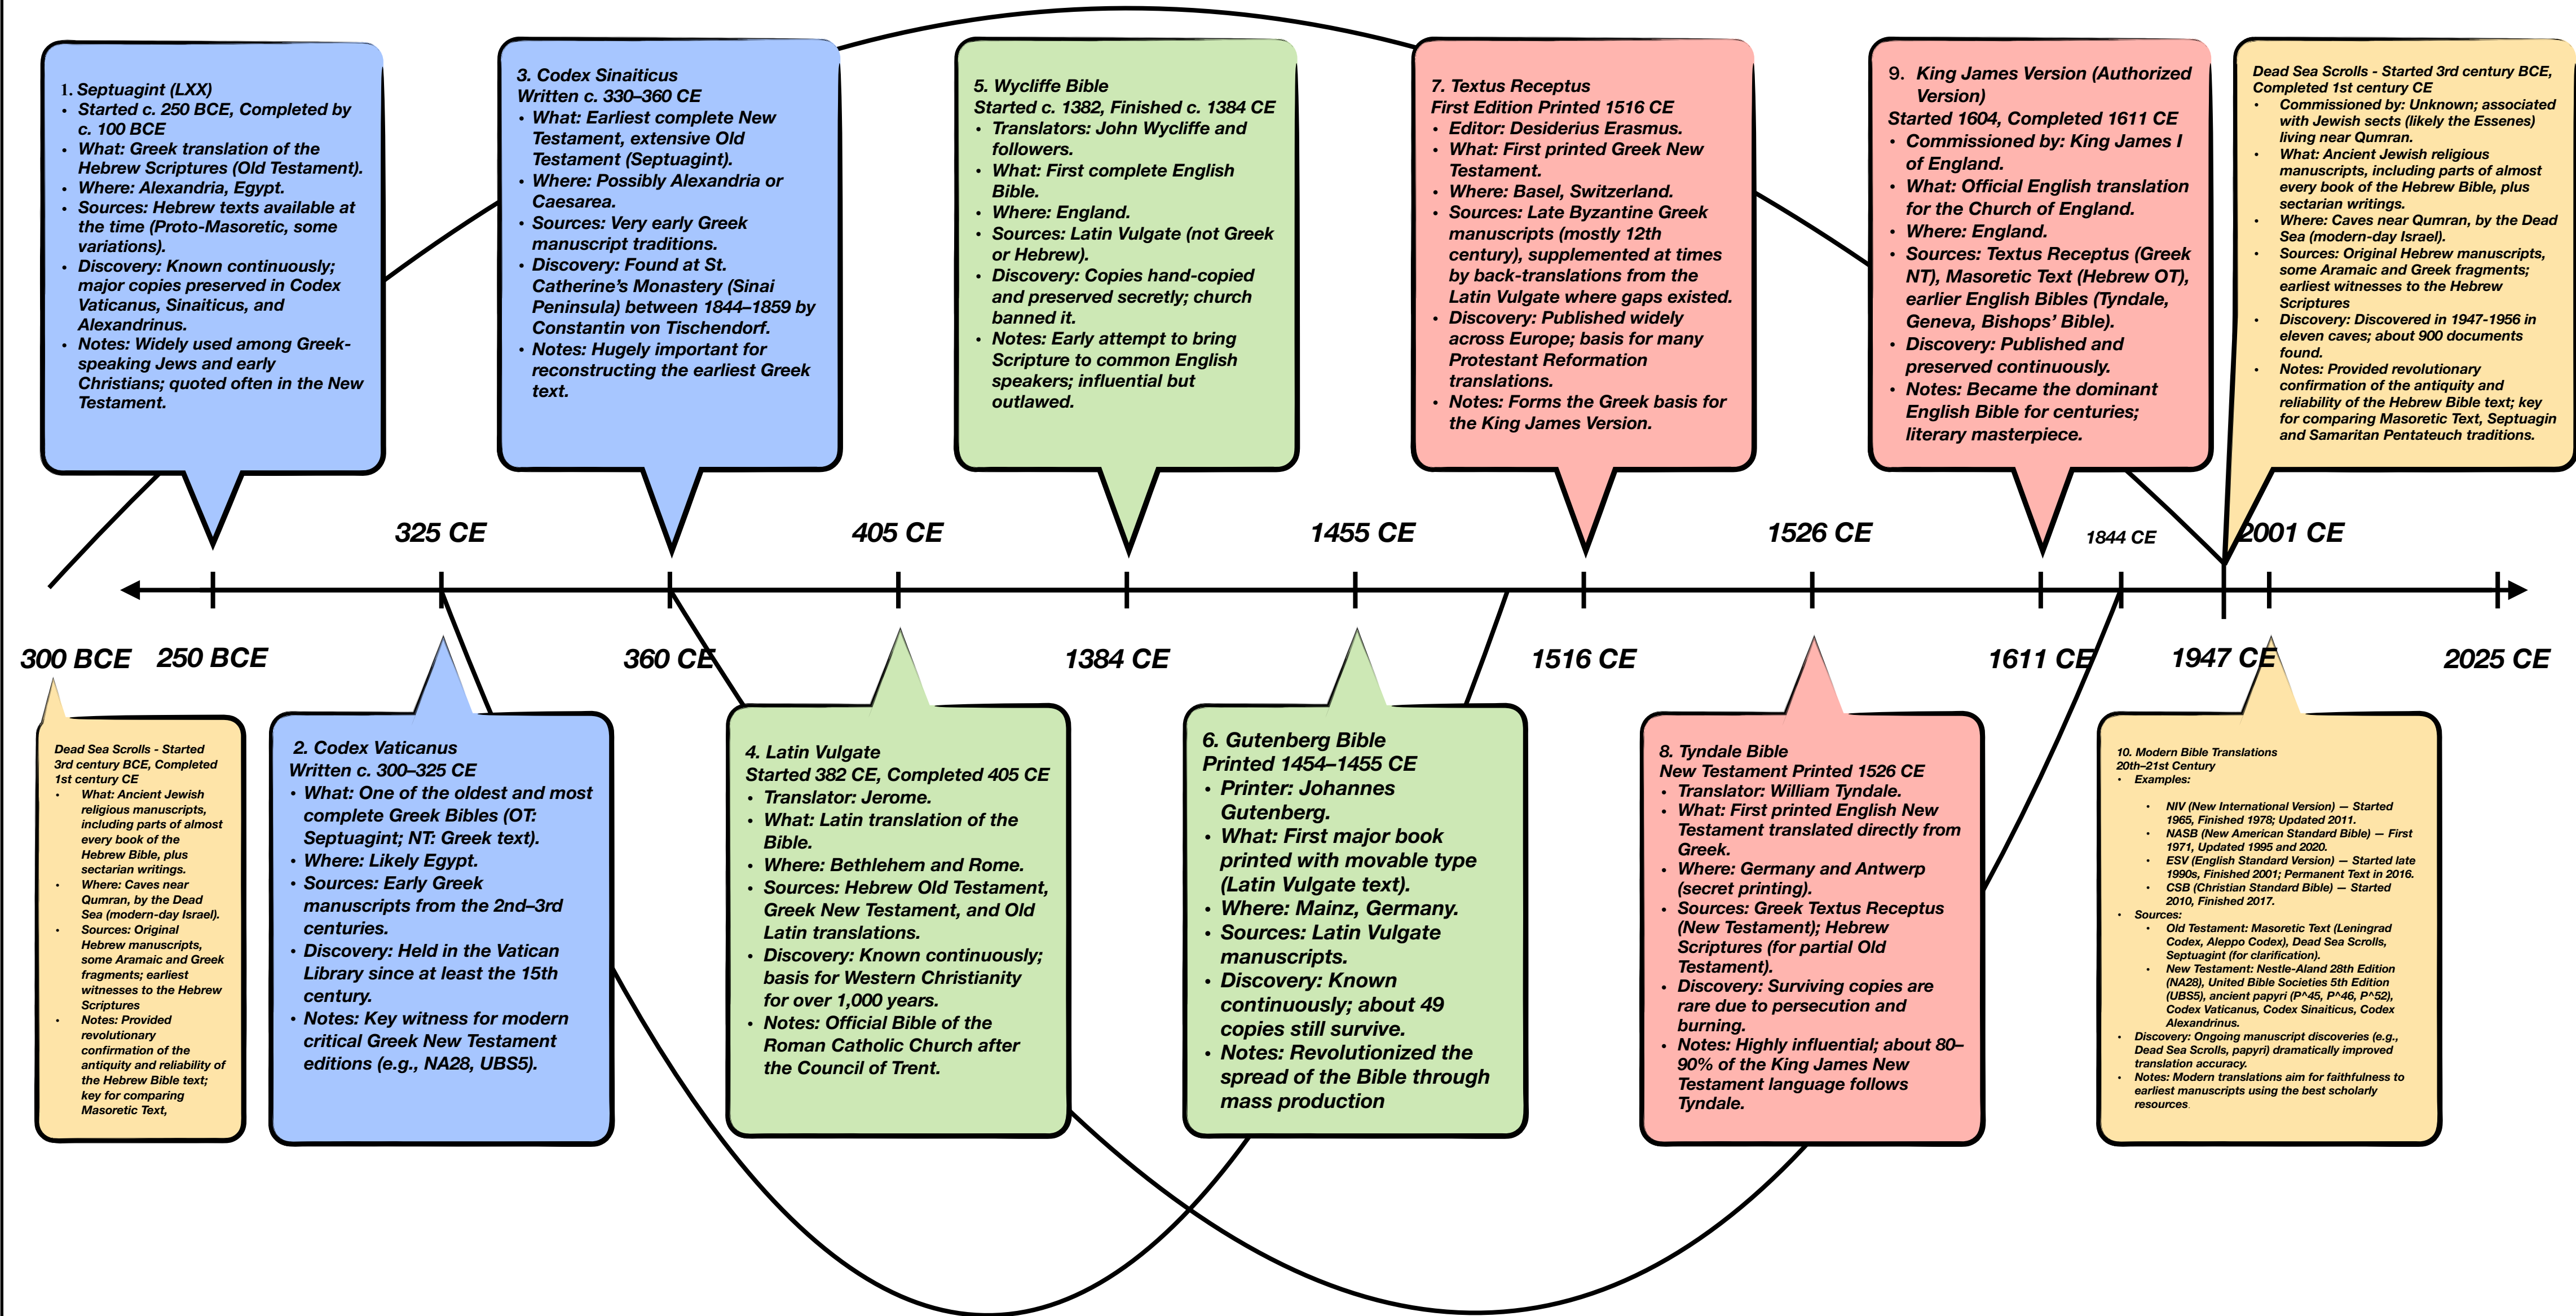 1. Septuagint (LXX)
• Started c. 250 BCE, Completed by
c. 100 BCE
• What: Greek translation of the
Hebrew Scriptures (Old Testament).
• Where: Alexandria, Egypt.
• Sources: Hebrew texts available at
the time (Proto-Masoretic, some
variations).
• Discovery: Known continuously;
major copies preserved in Codex
Vaticanus, Sinaiticus, and
Alexandrinus.
• Notes: Widely used among Greek-
speaking Jews and early
Christians; quoted often in the New
Testament.
3. Codex Sinaiticus
Written c. 330–360 CE
• What: Earliest complete New
Testament, extensive Old
Testament (Septuagint).
• Where: Possibly Alexandria or
Caesarea.
• Sources: Very early Greek
manuscript traditions.
• Discovery: Found at St.
Catherine's Monastery (Sinai
Peninsula) between 1844–1859 by
Constantin von Tischendorf.
• Notes: Hugely important for
reconstructing the earliest Greek
text.
5. Wycliffe Bible
Started c. 1382, Finished c. 1384 CE
• Translators: John Wycliffe and
followers.
• What: First complete English
Bible.
• Where: England.
• Sources: Latin Vulgate (not Greek
or Hebrew).
• Discovery: Copies hand-copied
and preserved secretly; church
banned it.
• Notes: Early attempt to bring
Scripture to common English
speakers; influential but
outlawed.
7. Textus Receptus
First Edition Printed 1516 CE
• Editor: Desiderius Erasmus.
• What: First printed Greek New
Testament.
• Where: Basel, Switzerland.
• Sources: Late Byzantine Greek
manuscripts (mostly 12th
century), supplemented at times
by back-translations from the
Latin Vulgate where gaps existed.
• Discovery: Published widely
across Europe; basis for many
Protestant Reformation
translations.
• Notes: Forms the Greek basis for
the King James Version.
9. King James Version (Authorized
Version)
Started 1604, Completed 1611 CE
• Commissioned by: King James I
of England.
• What: Official English translation
for the Church of England.
• Where: England.
• Sources: Textus Receptus (Greek
NT), Masoretic Text (Hebrew OT),
earlier English Bibles (Tyndale,
Geneva, Bishops' Bible).
• Discovery: Published and
preserved continuously.
• Notes: Became the dominant
English Bible for centuries;
literary masterpiece.
Dead Sea Scrolls - Started 3rd century BCE,
Completed 1st century CE
• Commissioned by: Unknown; associated
with Jewish sects (likely the Essenes)
living near Qumran.
• What: Ancient Jewish religious
manuscripts, including parts of almost
every book of the Hebrew Bible, plus
sectarian writings.
• Where: Caves near Qumran, by the Dead
Sea (modern-day Israel).
• Sources: Original Hebrew manuscripts,
some Aramaic and Greek fragments;
earliest witnesses to the Hebrew
Scriptures
• Discovery: Discovered in 1947-1956 in
eleven caves; about 900 documents
found.
• Notes: Provided revolutionary
confirmation of the antiquity and
reliability of the Hebrew Bible text; key
for comparing Masoretic Text, Septuagin
and Samaritan Pentateuch traditions.
325 CE
405 CE
1455 CE
1526 CE
1844 CE
2001 CE
300 BCE
250 BCE
360 CE
1384 CE
1516 CE
1611 CE
1947 CE
2025 CE
Dead Sea Scrolls - Started
3rd century BCE, Completed
1st century CE
• What: Ancient Jewish
religious manuscripts,
including parts of almost
every book of the
Hebrew Bible, plus
sectarian writings.
• Where: Caves near
Qumran, by the Dead
Sea (modern-day Israel).
• Sources: Original
Hebrew manuscripts,
some Aramaic and Greek
fragments; earliest
witnesses to the Hebrew
Scriptures
• Notes: Provided
revolutionary
confirmation of the
antiquity and reliability of
the Hebrew Bible text;
key for comparing
Masoretic Text,
2. Codex Vaticanus
Written c. 300–325 CE
• What: One of the oldest and most
complete Greek Bibles (OT:
Septuagint; NT: Greek text).
• Where: Likely Egypt.
• Sources: Early Greek
manuscripts from the 2nd–3rd
centuries.
• Discovery: Held in the Vatican
Library since at least the 15th
century.
• Notes: Key witness for modern
critical Greek New Testament
editions (e.g., NA28, UBS5).
4. Latin Vulgate
Started 382 CE, Completed 405 CE
• Translator: Jerome.
• What: Latin translation of the
Bible.
• Where: Bethlehem and Rome.
• Sources: Hebrew Old Testament,
Greek New Testament, and Old
Latin translations.
• Discovery: Known continuously;
basis for Western Christianity
for over 1,000 years.
• Notes: Official Bible of the
Roman Catholic Church after
the Council of Trent.
6. Gutenberg Bible
Printed 1454–1455 CE
• Printer: Johannes
Gutenberg.
• What: First major book
printed with movable type
(Latin Vulgate text).
• Where: Mainz, Germany.
• Sources: Latin Vulgate
manuscripts.
• Discovery: Known
continuously; about 49
copies still survive.
• Notes: Revolutionized the
spread of the Bible through
mass production
8. Tyndale Bible
New Testament Printed 1526 CE
• Translator: William Tyndale.
• What: First printed English New
Testament translated directly from
Greek.
• Where: Germany and Antwerp
(secret printing).
• Sources: Greek Textus Receptus
(New Testament); Hebrew
Scriptures (for partial Old
Testament).
• Discovery: Surviving copies are
rare due to persecution and
burning.
• Notes: Highly influential; about 80–
90% of the King James New
Testament language follows
Tyndale.
10. Modern Bible Translations
20th–21st Century
• Examples:
• NIV (New International Version) — Started
1965, Finished 1978; Updated 2011.
• NASB (New American Standard Bible) — First
1971, Updated 1995 and 2020.
• ESV (English Standard Version) — Started late
1990s, Finished 2001; Permanent Text in 2016.
• CSB (Christian Standard Bible) — Started
2010, Finished 2017.
• Sources:
• Old Testament: Masoretic Text (Leningrad
Codex, Aleppo Codex), Dead Sea Scrolls,
Septuagint (for clarification).
• New Testament: Nestle-Aland 28th Edition
(NA28), United Bible Societies 5th Edition
(UBS5), ancient papyri (P^45, P^46, P^52),
Codex Vaticanus, Codex Sinaiticus, Codex
Alexandrinus.
• Discovery: Ongoing manuscript discoveries (e.g.,
Dead Sea Scrolls, papyri) dramatically improved
translation accuracy.
• Notes: Modern translations aim for faithfulness to
earliest manuscripts using the best scholarly
resources.